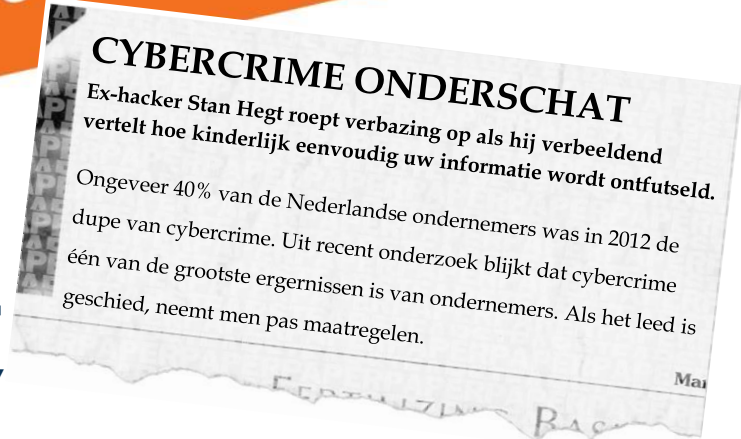 CYBERCRIME ONDERSCHAT
Ex-hacker Stan Hegt roept verbazing op als hij verbeeldend
vertelt hoe kinderlijk eenvoudig uw informatie wordt ontfutseld.
Ongeveer 40% van de Nederlandse ondernemers was in 2012 de
dupe van cybercrime. Uit recent onderzoek blijkt dat cybercrime
één van de grootste ergernissen is van ondernemers. Als het leed is
geschied, neemt men pas maatregelen.